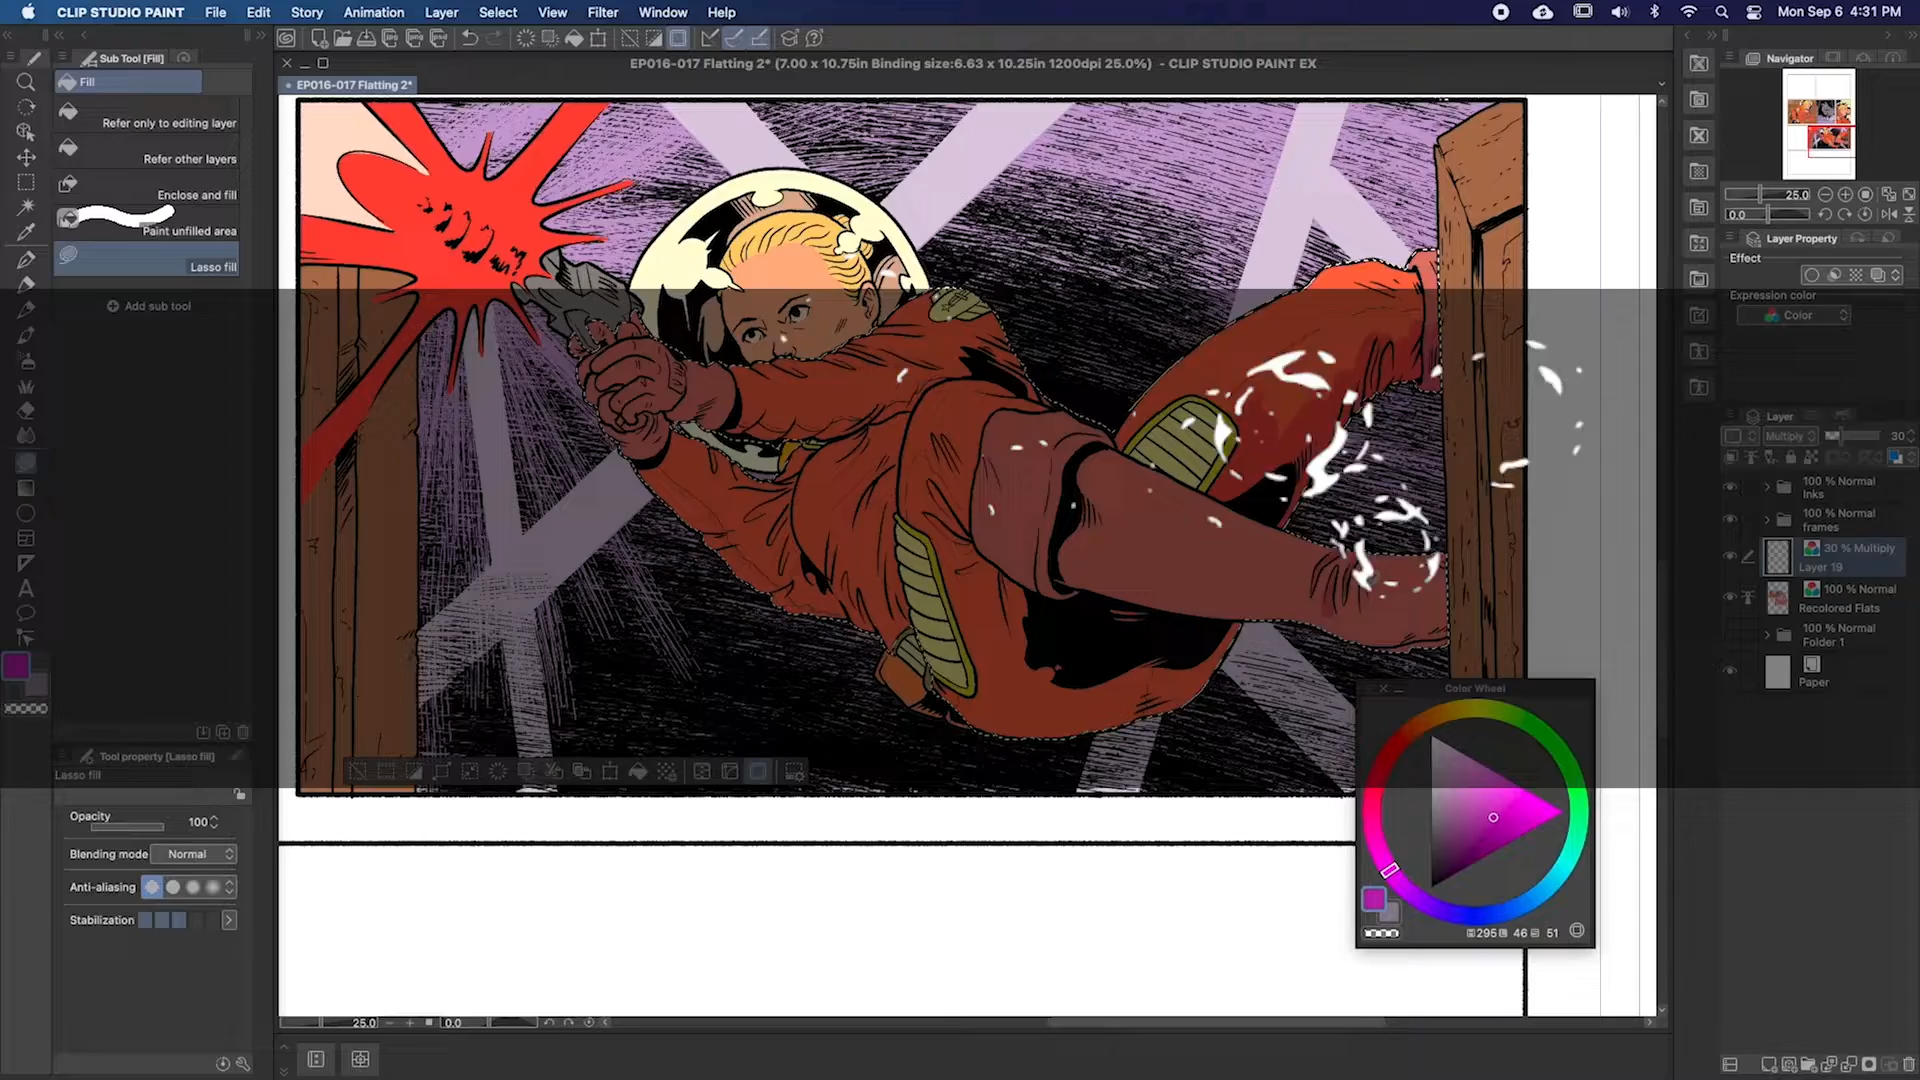 CLIP STUDIO PAINT File Edit Story Animation Layer Select View Filter Window Help Mon Sep 6 4:31 PM
Sub Tool [Fill]
EP016-017 Flatting 2* (7.00 x 10.75in Binding size:6.63 x 10.25in 1200dpi 25.0%) - CLIP STUDIO PAINT EX
EP016-017 Flatting 2*
Fill
Refer only to editing layer
Refer other layers
Enclose and fill
Paint unfilled area
Lasso fill
Add sub tool
Tool property [Lasso fill]
Lasso fill
Opacity 100
Blending mode Normal
Anti-aliasing
Stabilization
25.0 0.0
Color Wheel
295 46 51
Navigator
25.0
0.0
Layer Property
Effect
Expression color
Color
Layer
Multiply 30
100 % Normal
Inks
100 % Normal
frames
30 % Multiply
Layer 19
100 % Normal
Recolored Flats
100 % Normal
Folder 1
Paper